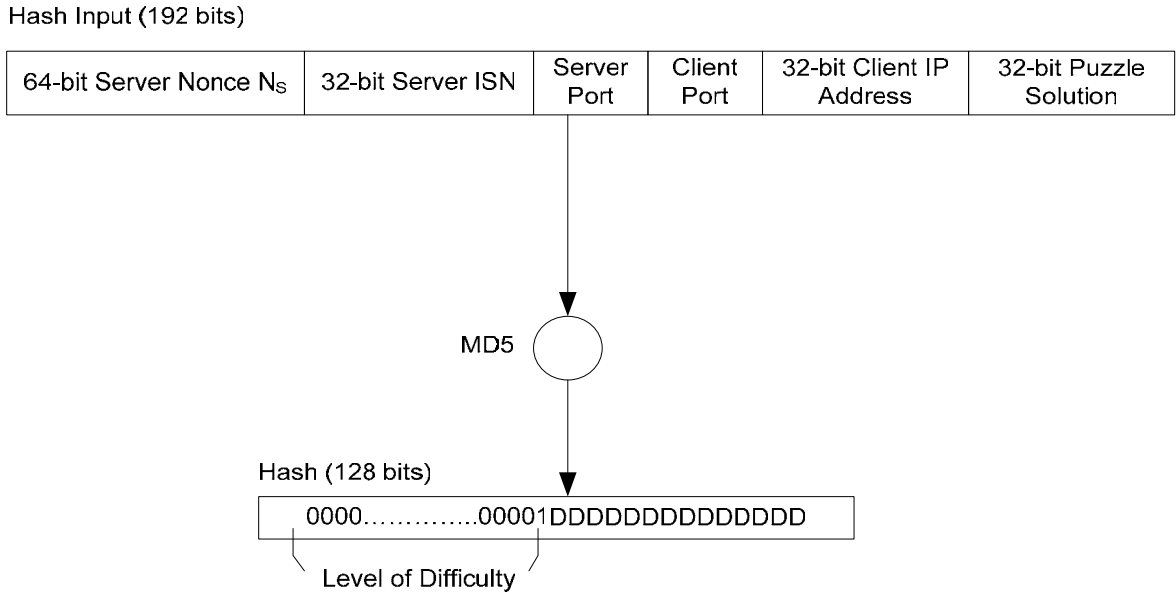 Hash Input (192 bits)
64-bit Server Nonce NS
32-bit Server ISN
Server
Port
Client
Port
32-bit Client IP
Address
32-bit Puzzle
Solution
MD5
Hash (128 bits)
0000…………..00001DDDDDDDDDDDDDD
Level of Difficulty